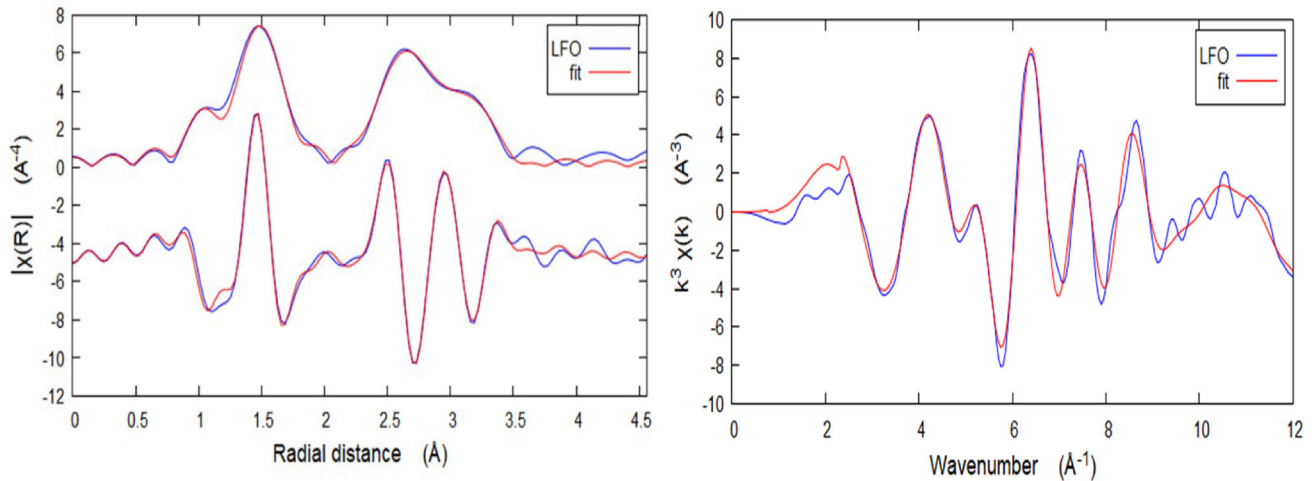 8
6
4
2
0
-2
-4
-6
-8
-10
-12
|χ(R)| (A⁻⁴)
LFO
fit
0 0.5 1 1.5 2 2.5 3 3.5 4 4.5
Radial distance (Å)
10
8
6
4
2
0
-2
-4
-6
-8
-10
k³ χ(k) (A⁻³)
LFO
fit
0 2 4 6 8 10 12
Wavenumber (Å⁻¹)